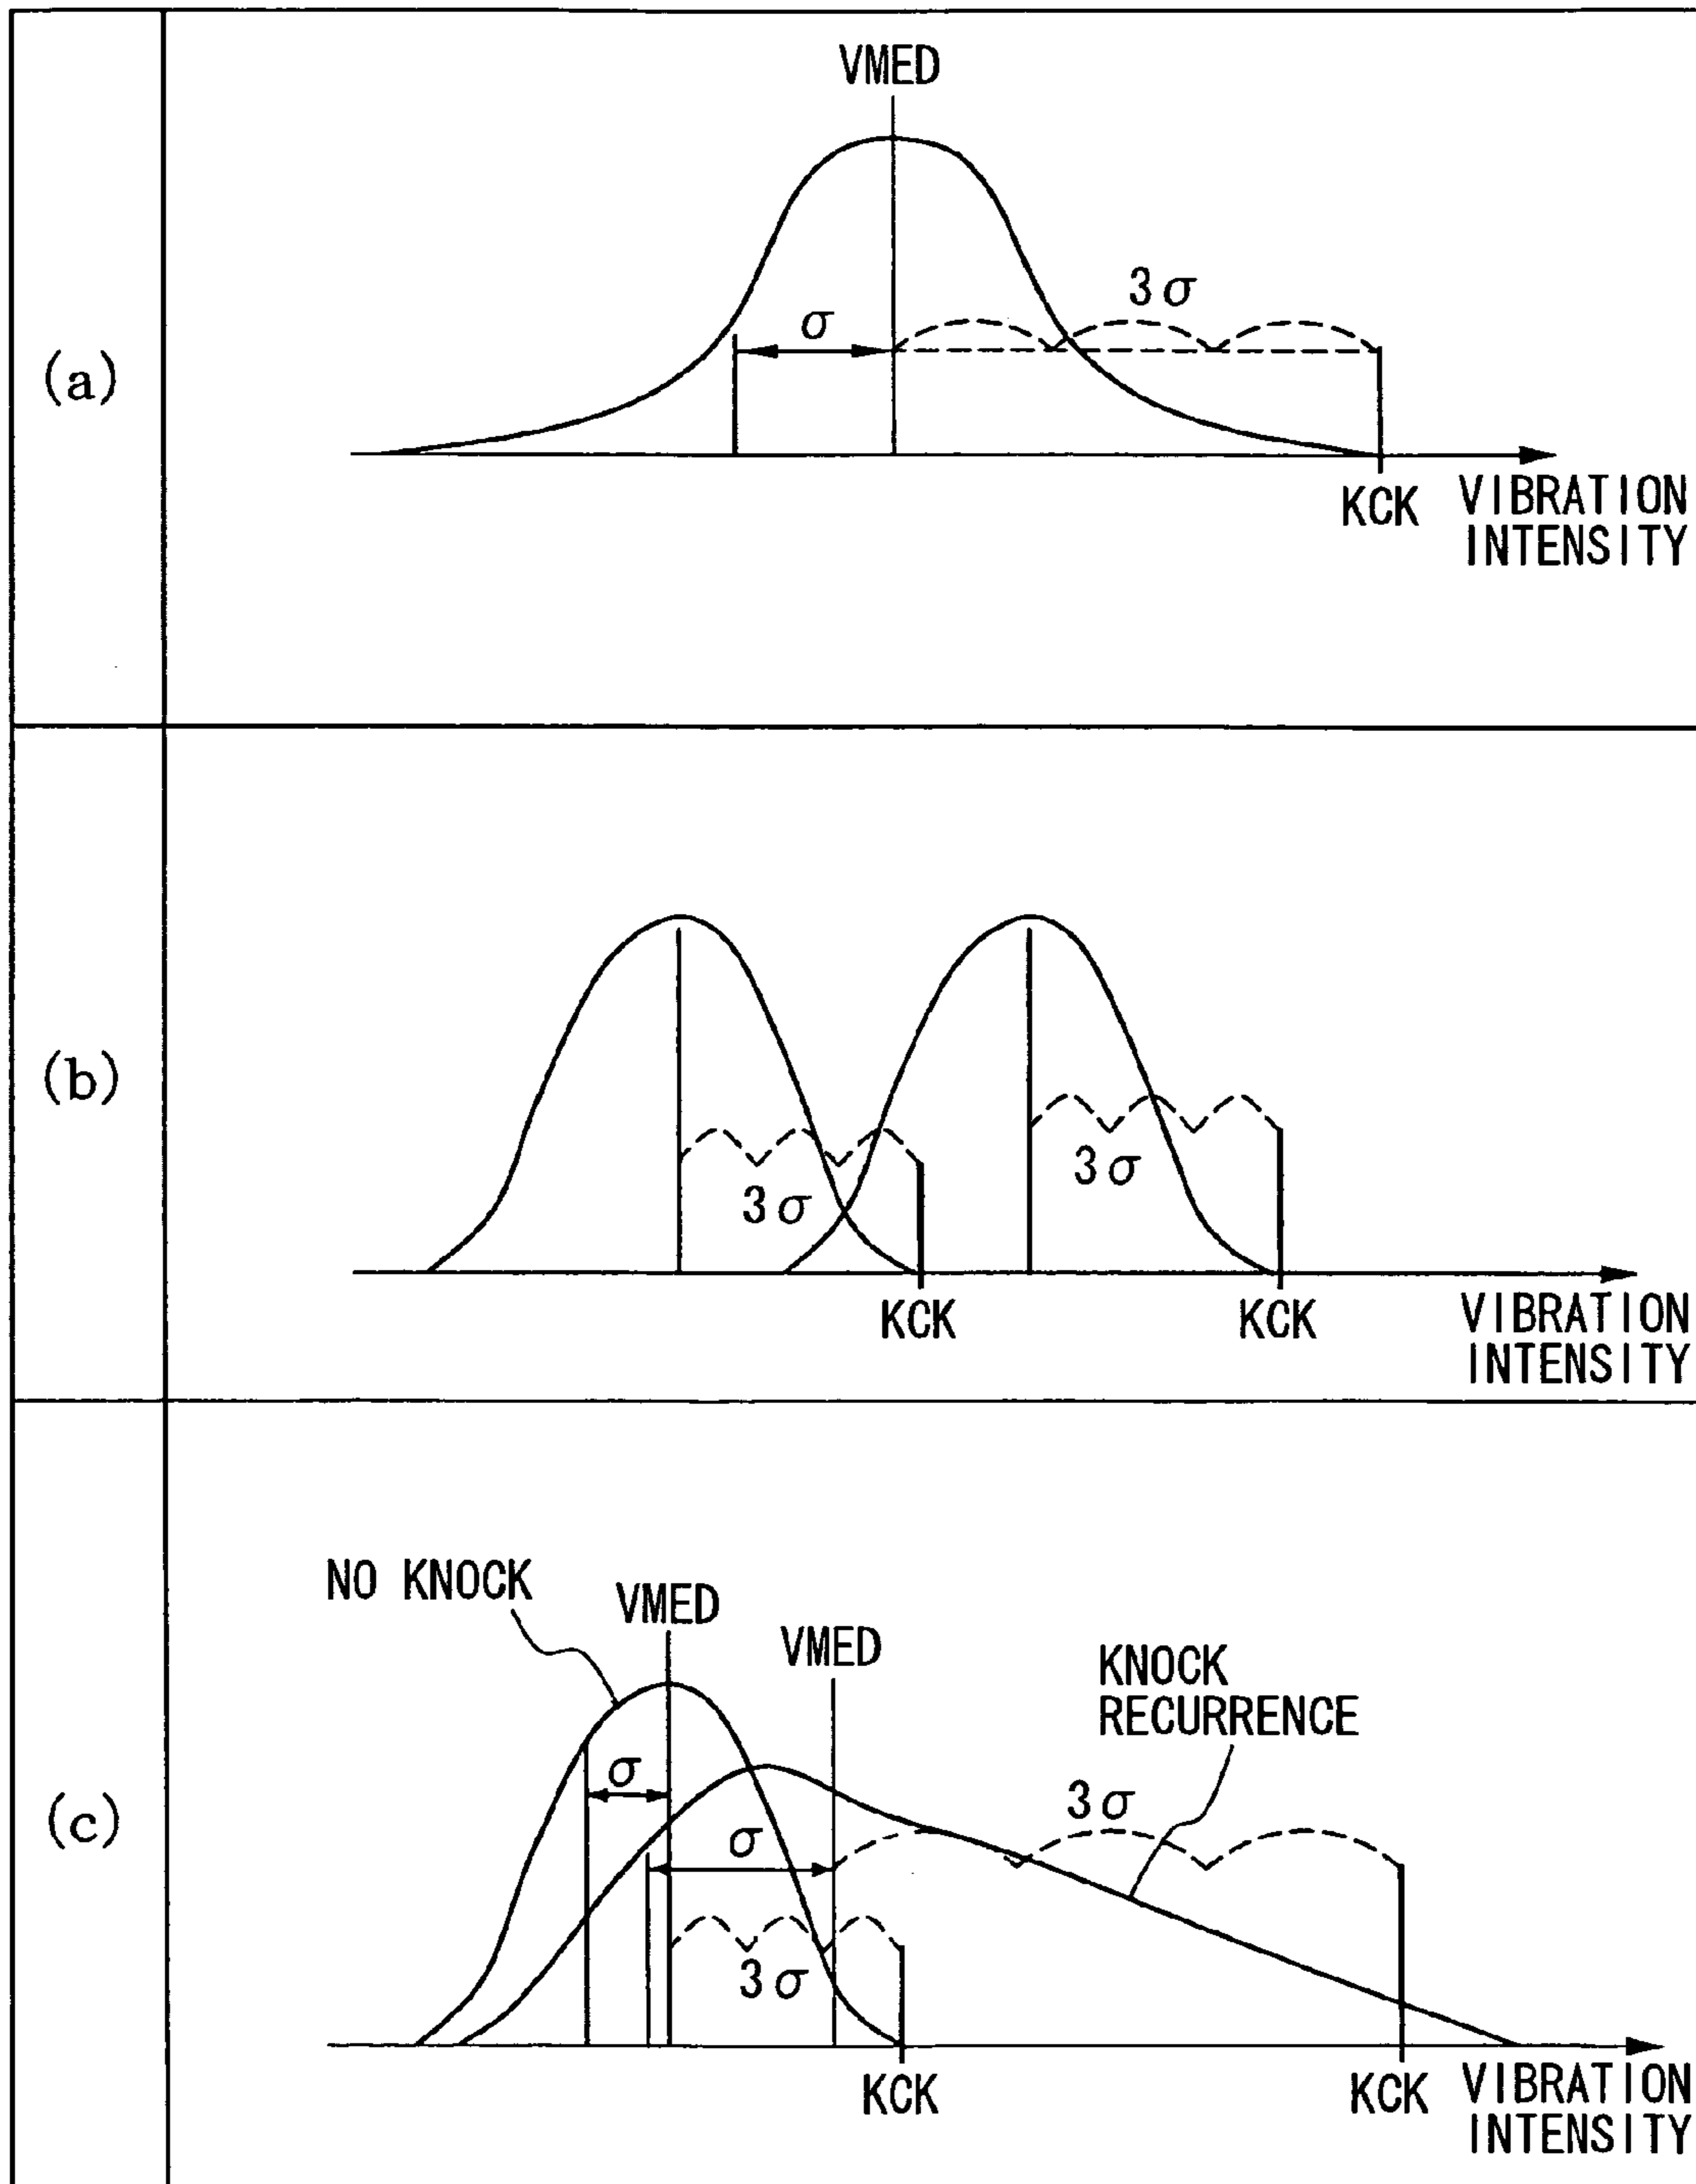 (a)
VMED
σ
3σ
KCK
VIBRATION
INTENSITY
(b)
3σ
3σ
KCK
KCK
VIBRATION
INTENSITY
(c)
NO KNOCK
VMED
VMED
KNOCK
RECURRENCE
σ
3σ
σ
3σ
KCK
KCK
VIBRATION
INTENSITY